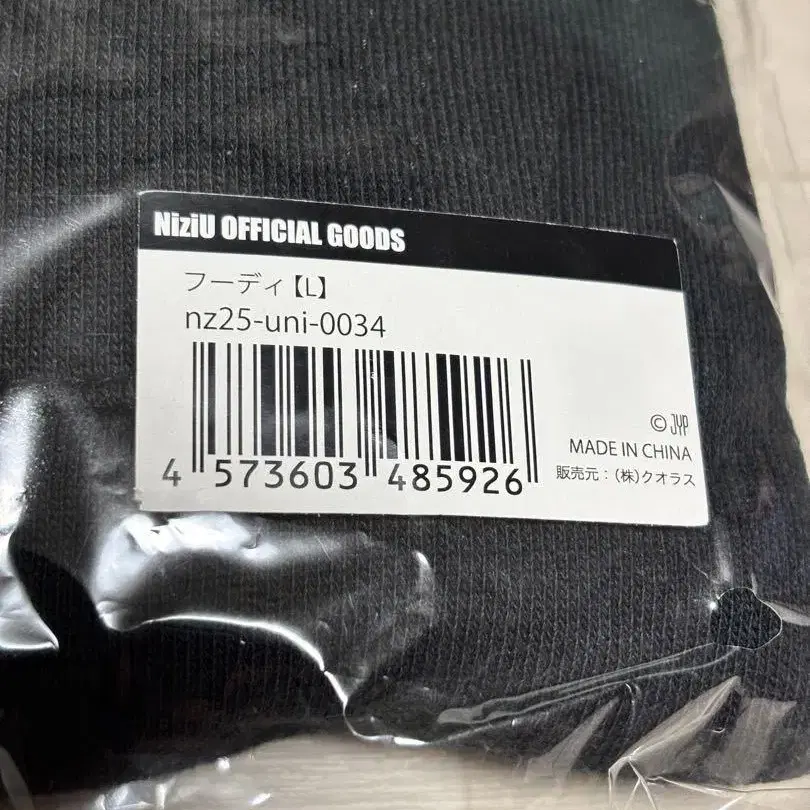 NiziU OFFICIAL GOODS
フーディ【L】
nz25-uni-0034
4 573603 485926
© JYP
MADE IN CHINA
販売元：(株)クオラス